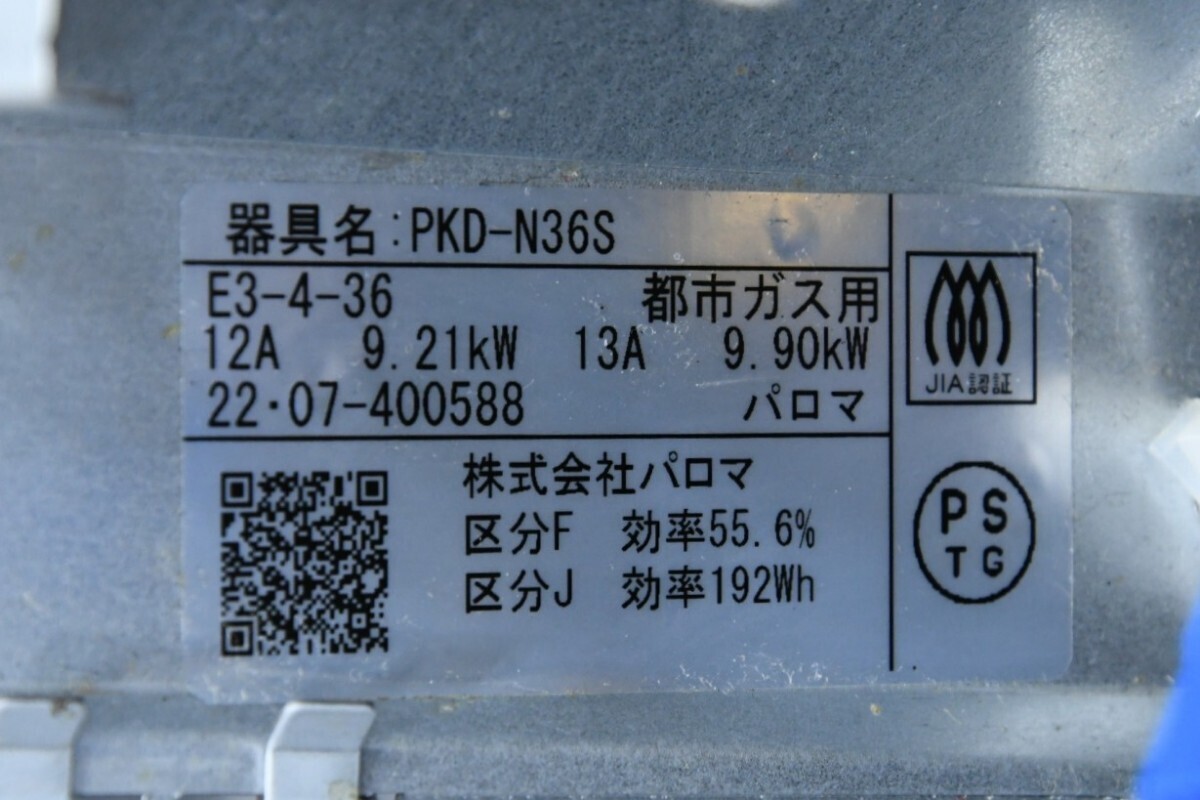 器具名:PKD-N36S
E3-4-36 都市ガス用
12A 9.21kW 13A 9.90kW
22・07-400588 パロマ
株式会社パロマ
区分F 効率55.6%
区分J 効率192Wh
JIA認証
PS
TG